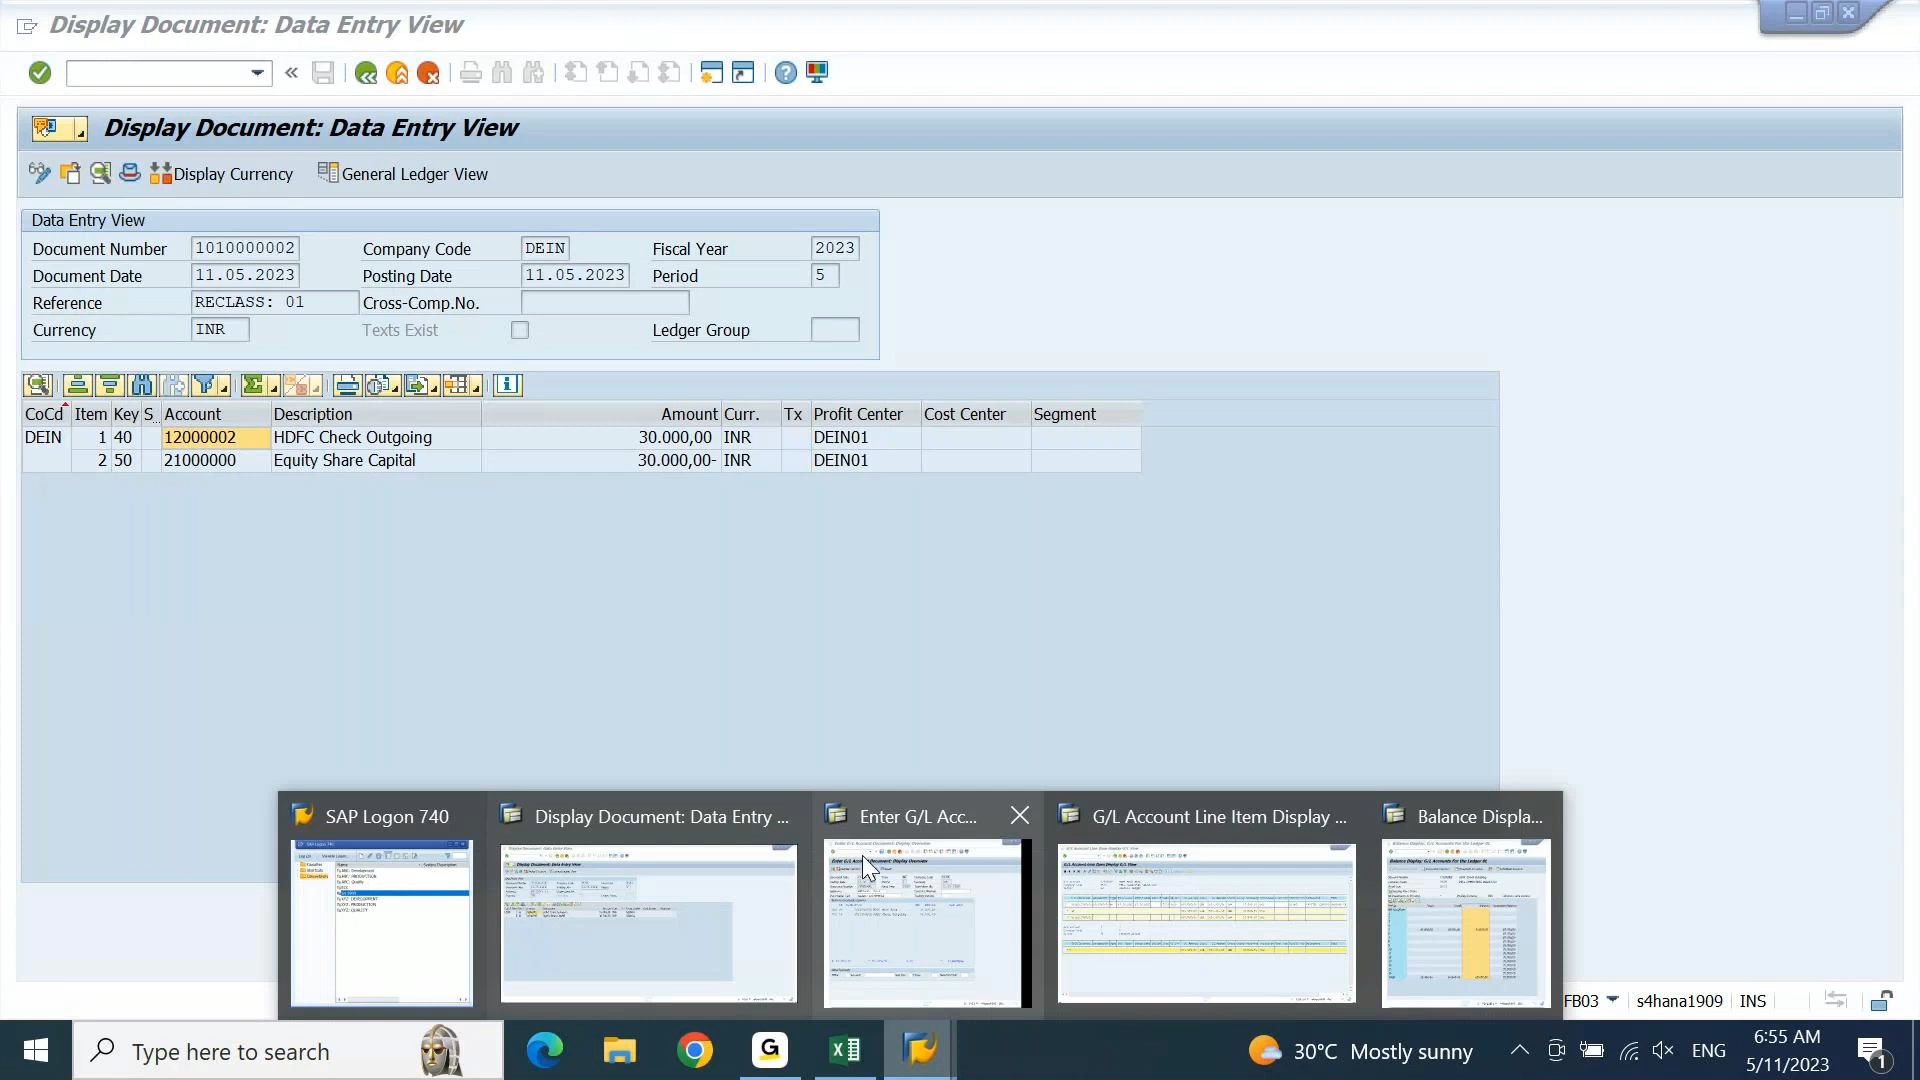 Display Document: Data Entry View
Display Document: Data Entry View
Display Currency
General Ledger View
Data Entry View
Document Number 1010000002 Company Code DEIN Fiscal Year 2023
Document Date 11.05.2023 Posting Date 11.05.2023 Period 5
Reference RECLASS: 01 Cross-Comp.No.
Currency INR Texts Exist Ledger Group
CoCd Item Key S... Account Description Amount Curr. Tx Profit Center Cost Center Segment
DEIN 1 40 12000002 HDFC Check Outgoing 30.000,00 INR DEIN01
2 50 21000000 Equity Share Capital 30.000,00- INR DEIN01
SAP Logon 740
Display Document: Data Entry ...
Enter G/L Acc...
G/L Account Line Item Display ...
Balance Displa...
FB03 s4hana1909 INS
Type here to search
30°C Mostly sunny
ENG
6:55 AM
5/11/2023
1